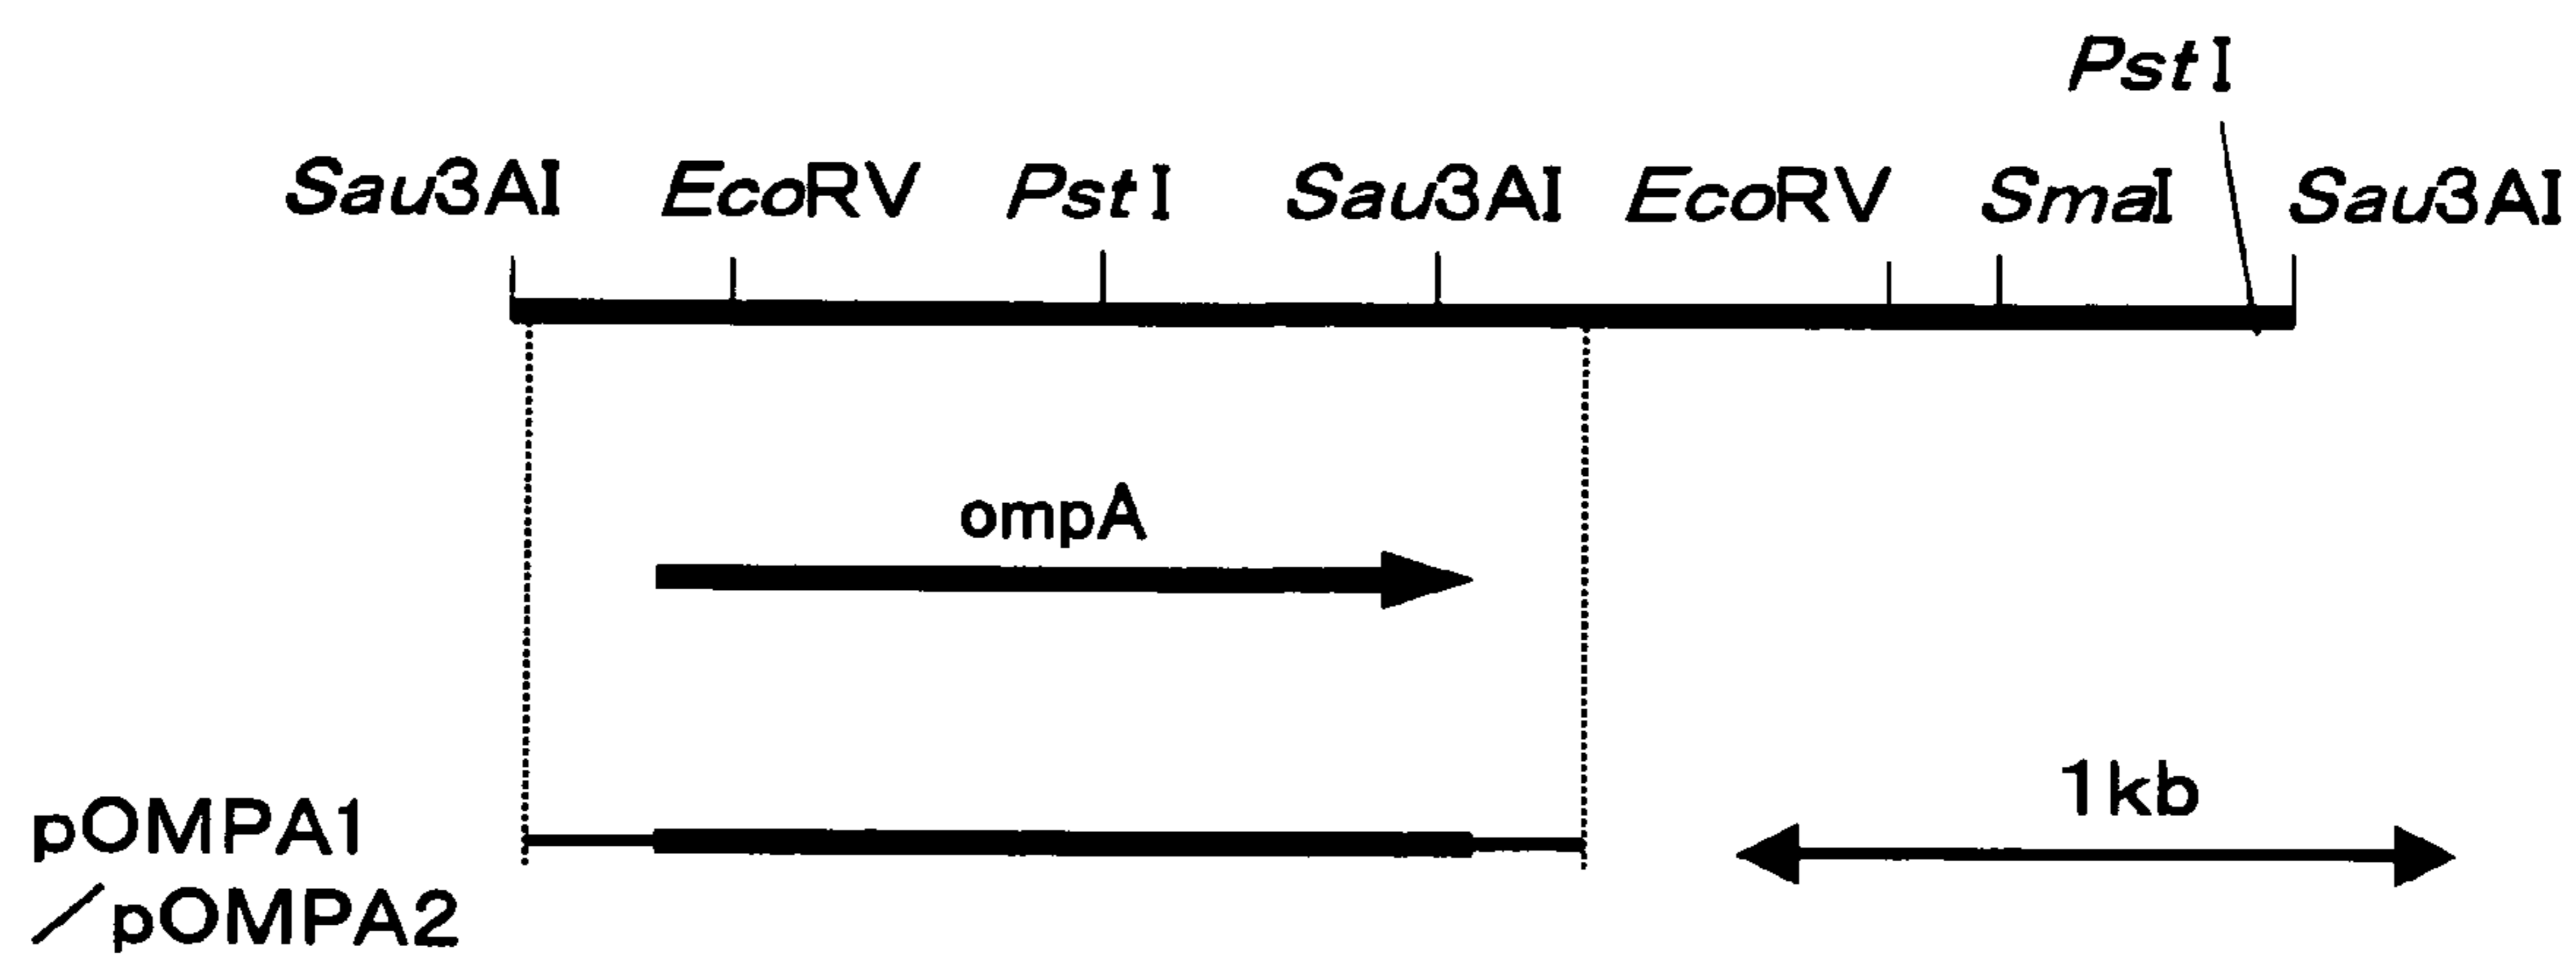 PstI
Sau3AI EcoRV PstI Sau3AI EcoRV SmaI Sau3AI
ompA
1kb
pOMPA1
/pOMPA2